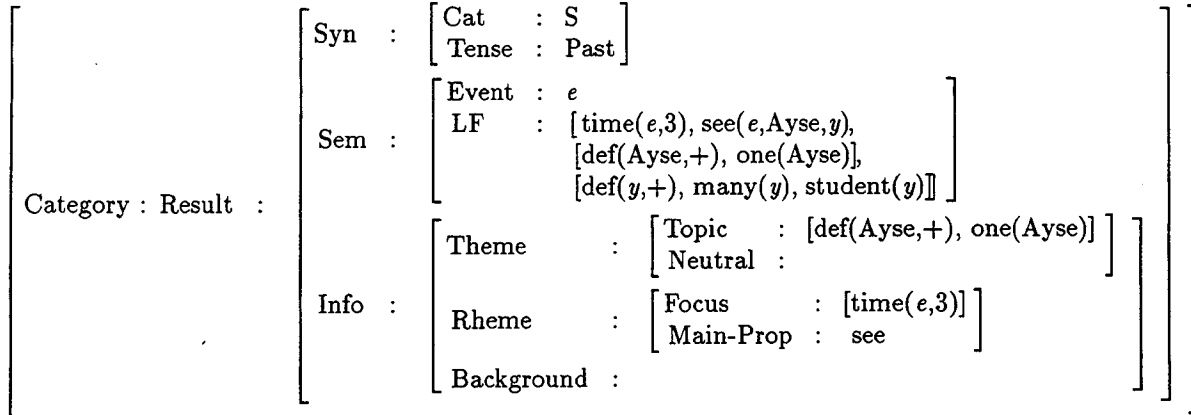 Syn : Cat : S
Tense : Past
Event : e
Sem : LF : [time(e,3), see(e,Ayse,y),
[def(Ayse,+), one(Ayse)],
[def(y,+), many(y), student(y)]]
Category : Result :
Theme : Topic : [def(Ayse,+), one(Ayse)]
Neutral :
Info : Rheme : Focus : [time(e,3)]
Main-Prop : see
Background :